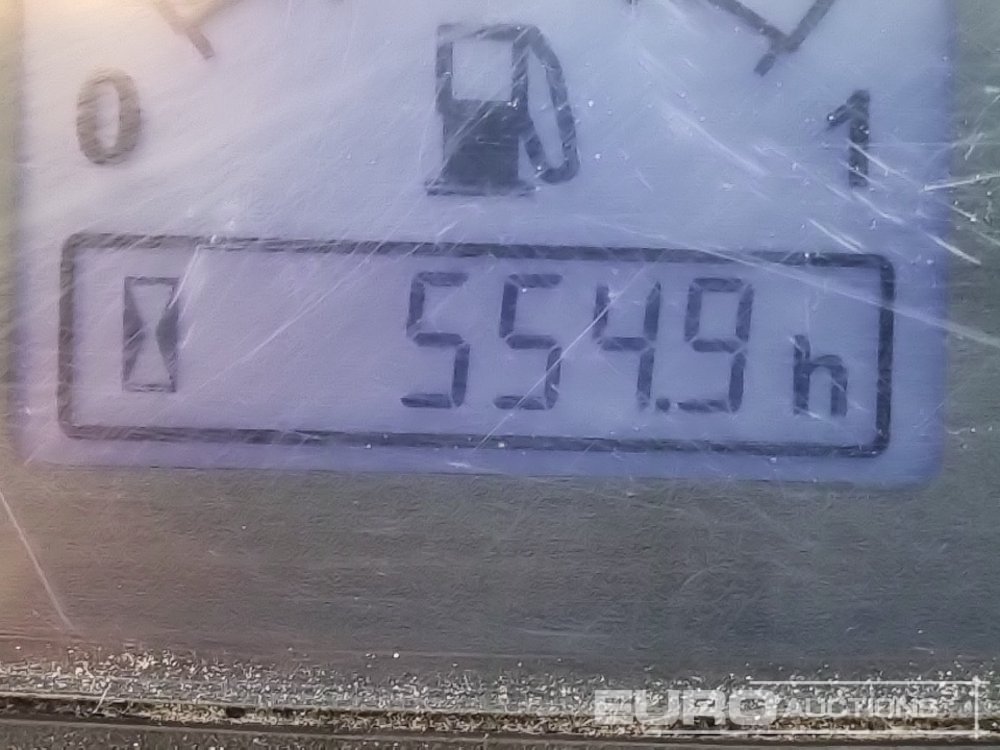 0 1
554.9 h
EURO AUCTIONS